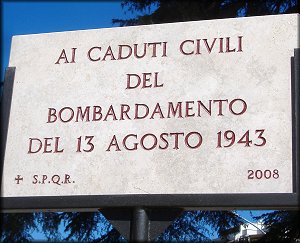 AI CADUTI CIVILI
DEL
BOMBARDAMENTO
DEL 13 AGOSTO 1943
+ S.P.Q.R. 2008